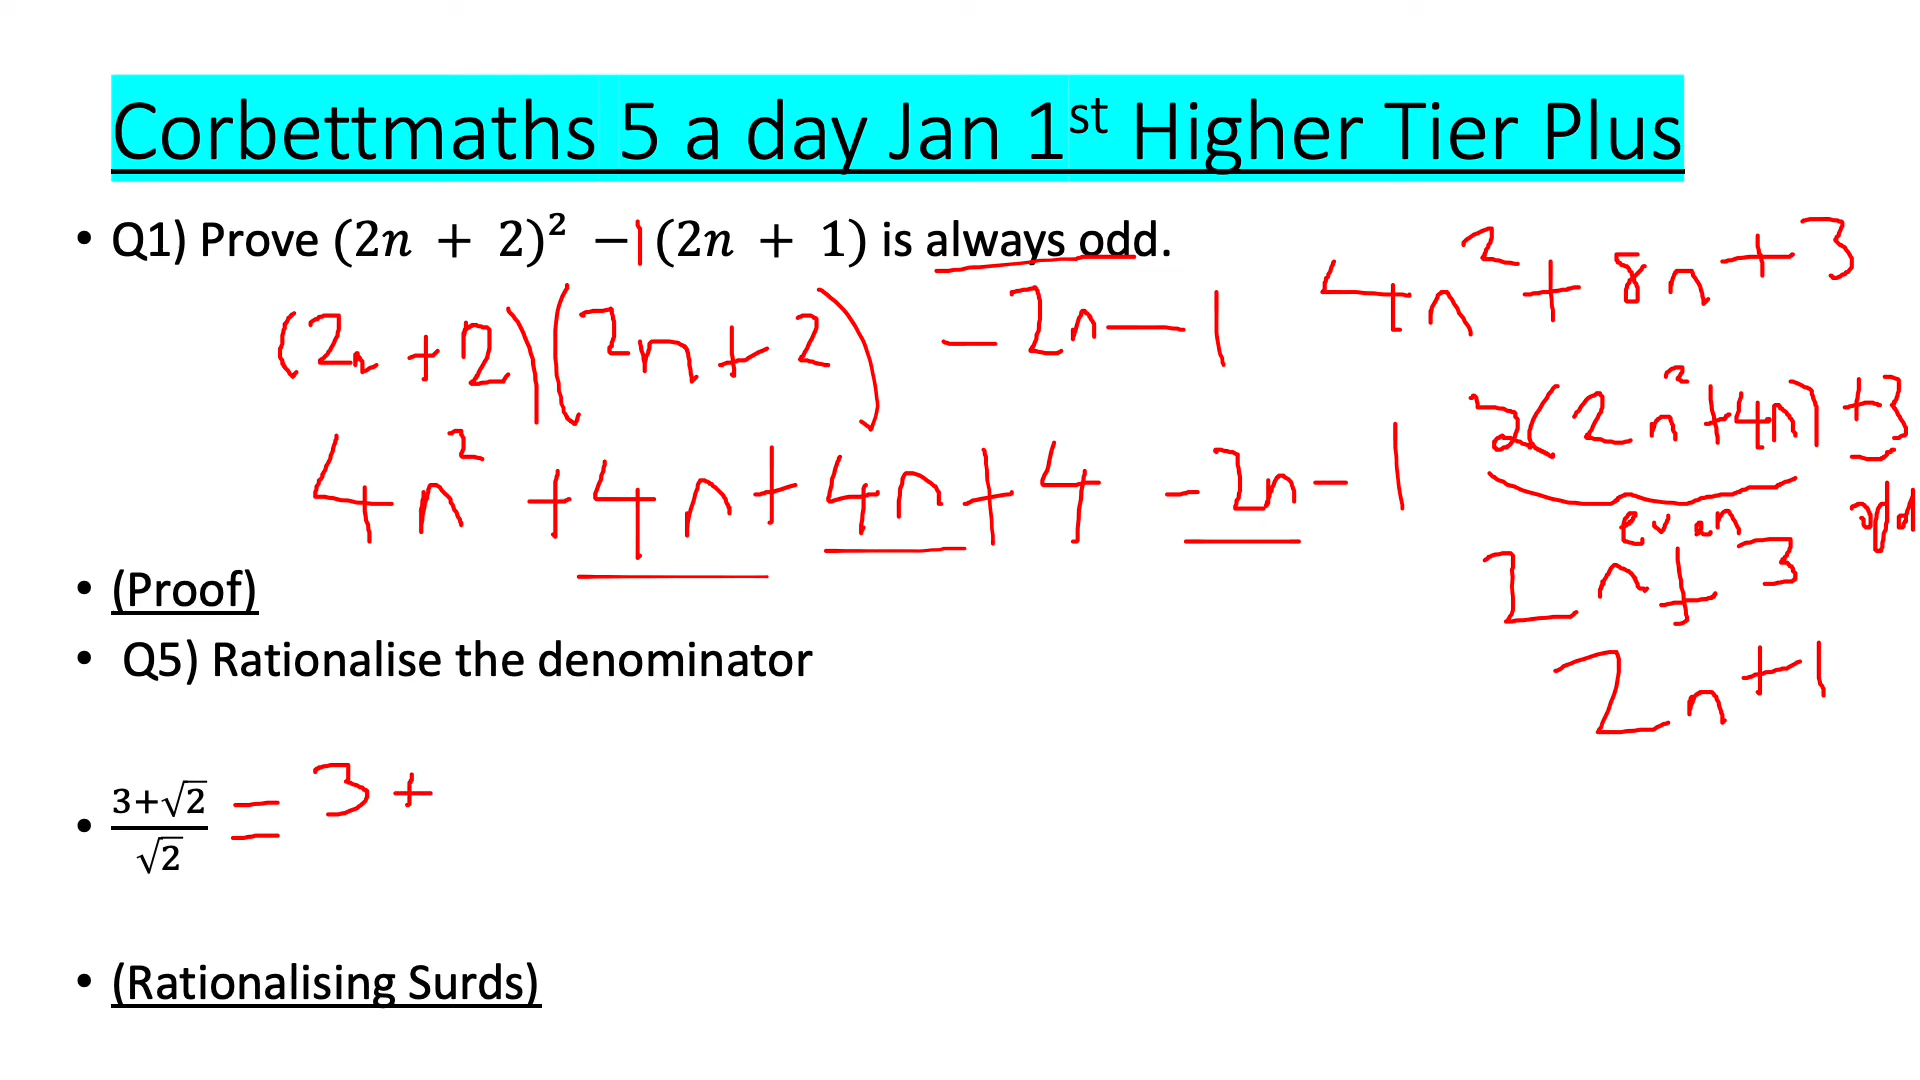 Corbettmaths 5 a day Jan 1st Higher Tier Plus
• Q1) Prove (2n + 2)² −1(2n + 1) is always odd.
(2n + 2)(2n + 2) − 2n − 1
4n² + 4n + 4n + 4 − 2n − 1
4n² + 8n + 3
2(2n² + 4n) + 3
even odd
2n + 3
2n + 1
• (Proof)
• Q5) Rationalise the denominator
• 3+√2/√2 = 3 +
• (Rationalising Surds)